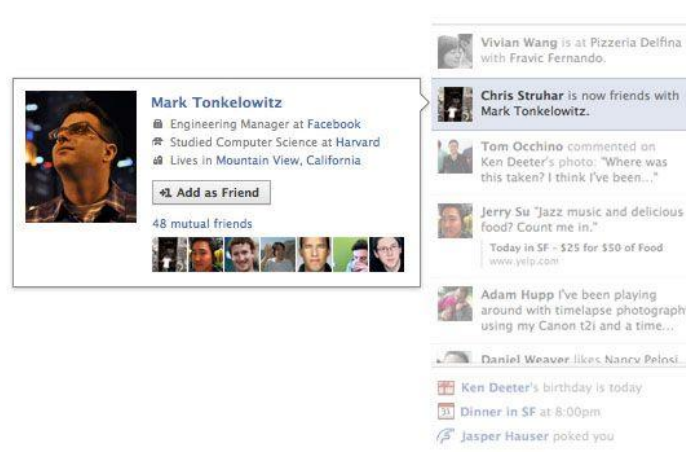 Mark Tonkelowitz
Engineering Manager at Facebook
Studied Computer Science at Harvard
Lives in Mountain View, California
+1 Add as Friend
48 mutual friends
Vivian Wang is at Pizzeria Delfina
with Fravic Fernando.
Chris Struhar is now friends with
Mark Tonkelowitz.
Tom Occhino commented on
Ken Deeter's photo: "Where was
this taken? I think I've been..."
Jerry Su "Jazz music and delicious
food? Count me in."
Today in SF - $25 for $50 of Food
www.yelp.com
Adam Hupp I've been playing
around with timelapse photography
using my Canon t2i and a time...
Daniel Weaver likes Nancy Pelosi.
Ken Deeter's birthday is today
31 Dinner in SF at 8:00pm
Jasper Hauser poked you